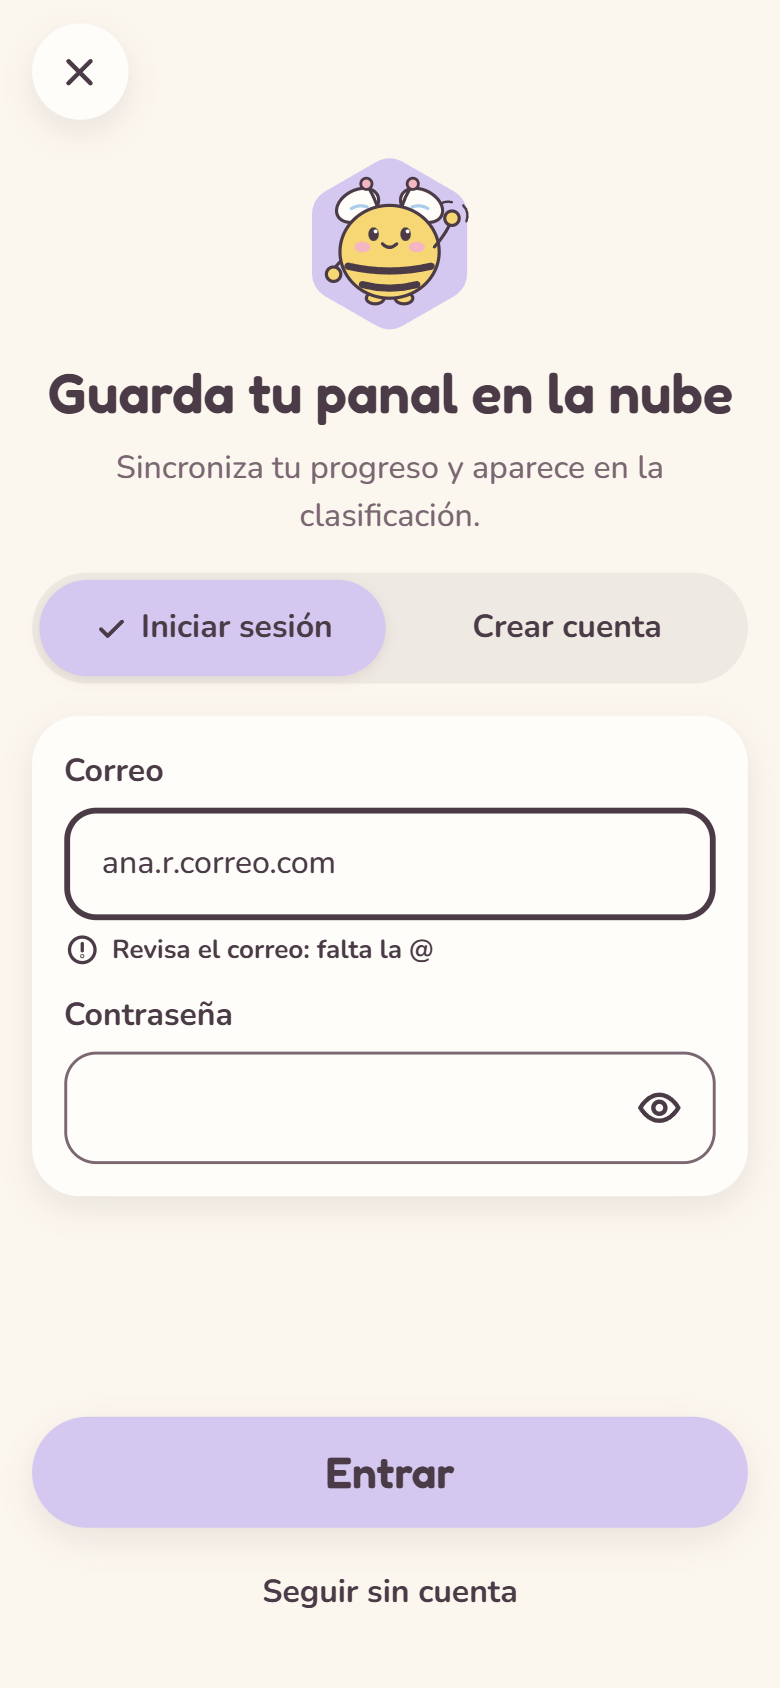 Guarda tu panal en la nube
Sincroniza tu progreso y aparece en la
clasificación.
Iniciar sesión
Crear cuenta
Correo
ana.r.correo.com
Revisa el correo: falta la @
Contraseña
Entrar
Seguir sin cuenta